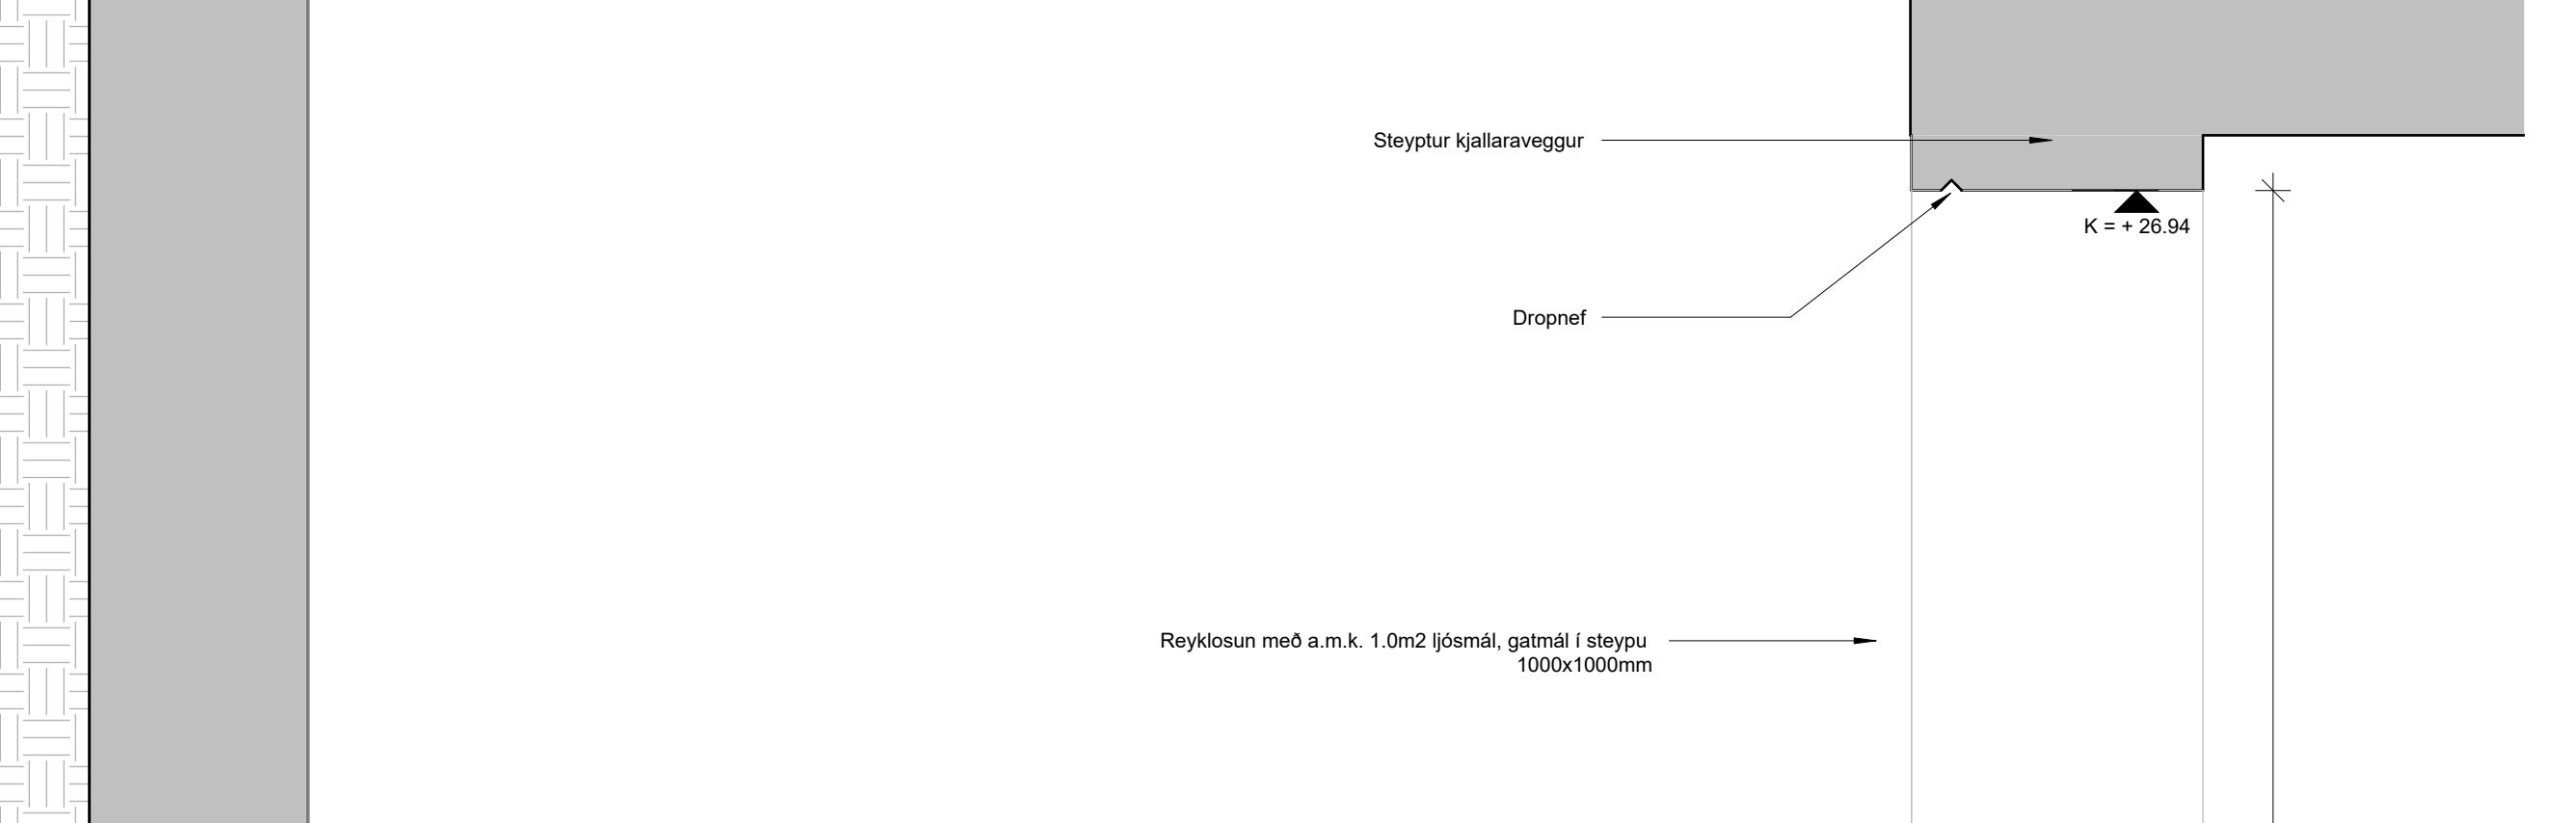 Steyptur kjallaraveggur
K = + 26.94
Dropnef
Reyklosun með a.m.k. 1.0m2 ljósmál, gatmál í steypu
1000x1000mm